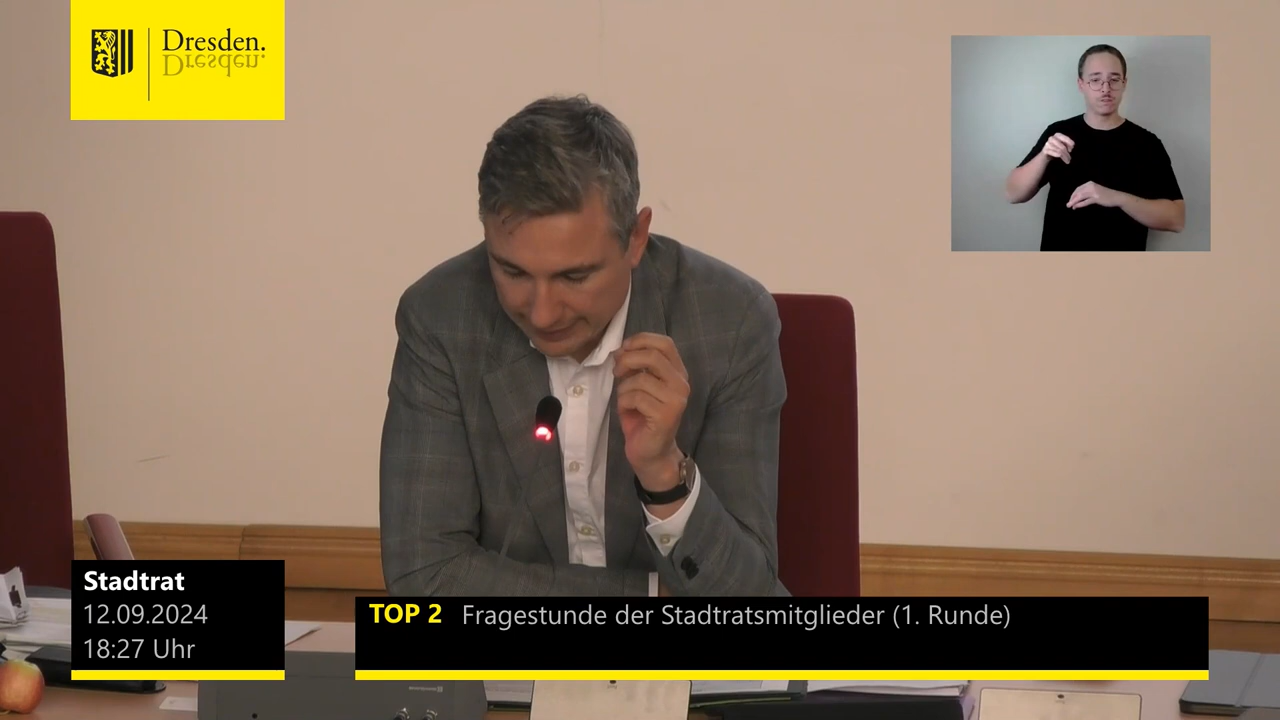 Dresden.
Dresden.
Stadtrat
12.09.2024
18:27 Uhr
TOP 2 Fragestunde der Stadtratsmitglieder (1. Runde)